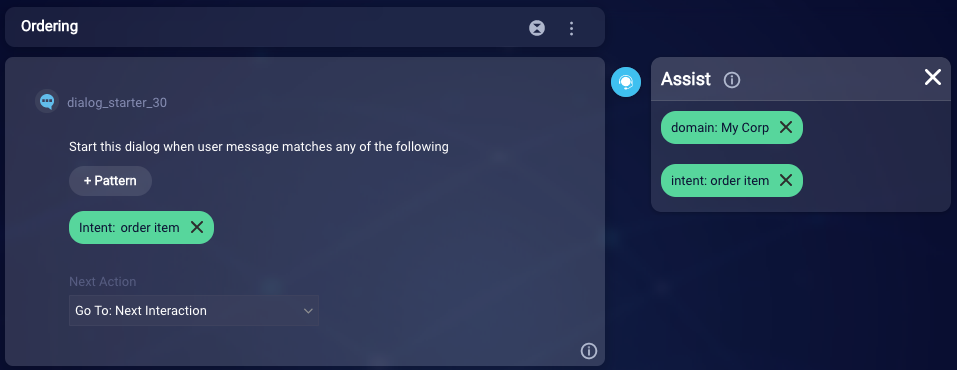 Ordering
dialog_starter_30
Start this dialog when user message matches any of the following
+ Pattern
Intent: order item
Next Action
Go To: Next Interaction
Assist
domain: My Corp
intent: order item